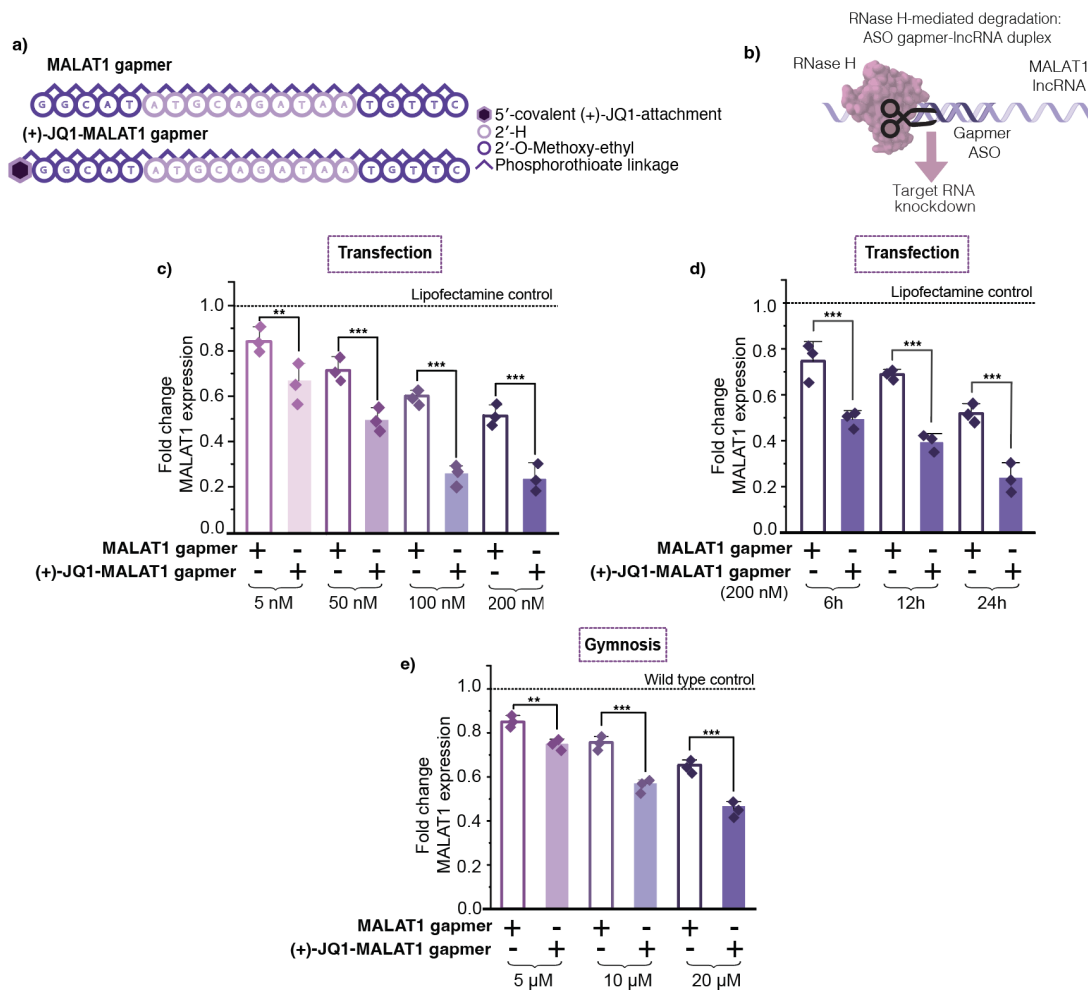 a)
MALAT1 gapmer
G G C A T A T G C A G A T A A T G T T C
(+)-JQ1-MALAT1 gapmer
G G C A T A T G C A G A T A A T G T T C
5′-covalent (+)-JQ1-attachment
2′-H
2′-O-Methoxy-ethyl
Phosphorothioate linkage
b)
RNase H-mediated degradation:
ASO gapmer-lncRNA duplex
RNase H
MALAT1
lncRNA
Gapmer
ASO
Target RNA
knockdown
c)
Transfection
Lipofectamine control
Fold change
MALAT1 expression
1.0
0.8
0.6
0.4
0.2
0.0
** *** *** ***
MALAT1 gapmer + - + - + - + -
(+)-JQ1-MALAT1 gapmer - + - + - + - +
5 nM 50 nM 100 nM 200 nM
d)
Transfection
Lipofectamine control
Fold change
MALAT1 expression
1.0
0.8
0.6
0.4
0.2
0.0
*** *** ***
MALAT1 gapmer + - + - + -
(+)-JQ1-MALAT1 gapmer - + - + - +
(200 nM) 6h 12h 24h
e)
Gymnosis
Wild type control
Fold change
MALAT1 expression
1.0
0.8
0.6
0.4
0.2
0.0
** *** ***
MALAT1 gapmer + - + - + -
(+)-JQ1-MALAT1 gapmer - + - + - +
5 µM 10 µM 20 µM